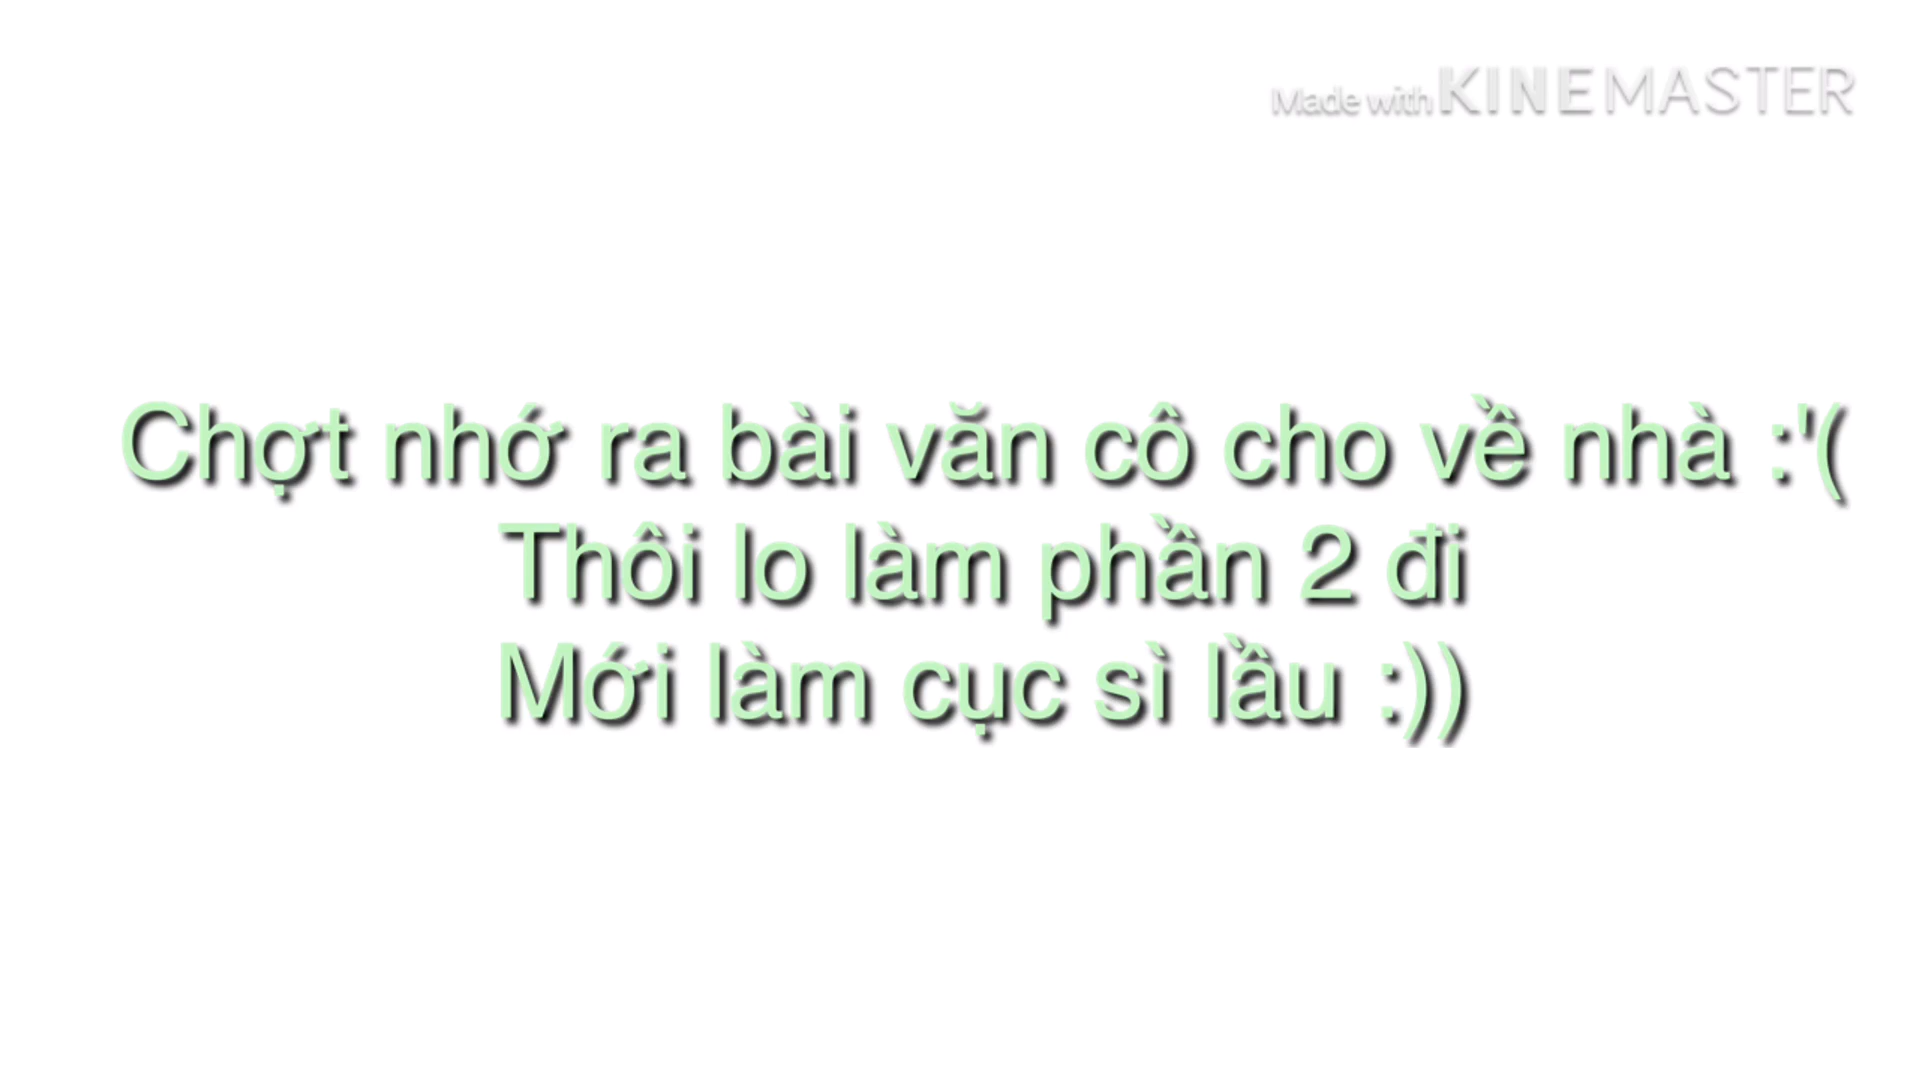 Made with KINEMASTER
Chợt nhớ ra bài văn cô cho về nhà :'(
Thôi lo làm phần 2 đi
Mới làm cục sì lầu :))